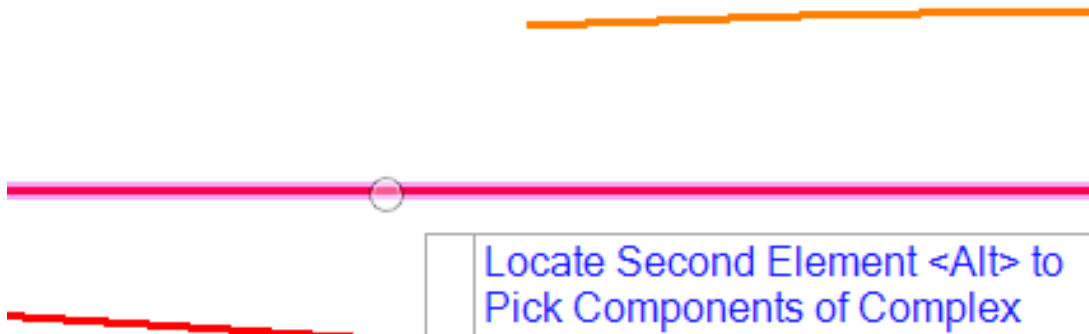 Locate Second Element <Alt> to
Pick Components of Complex